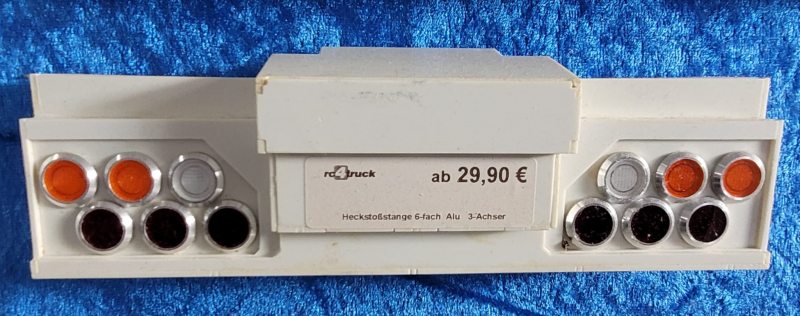 rc4truck ab 29,90 €
Heckstoßstange 6-fach Alu 3-Achser